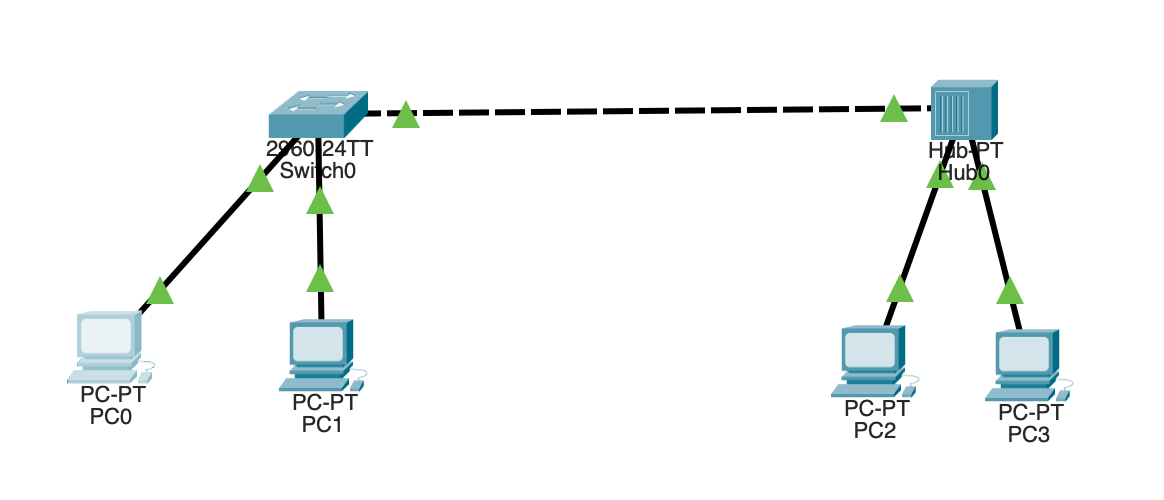 2960-24TT
Switch0
Hub-PT
Hub0
PC-PT
PC0
PC-PT
PC1
PC-PT
PC2
PC-PT
PC3